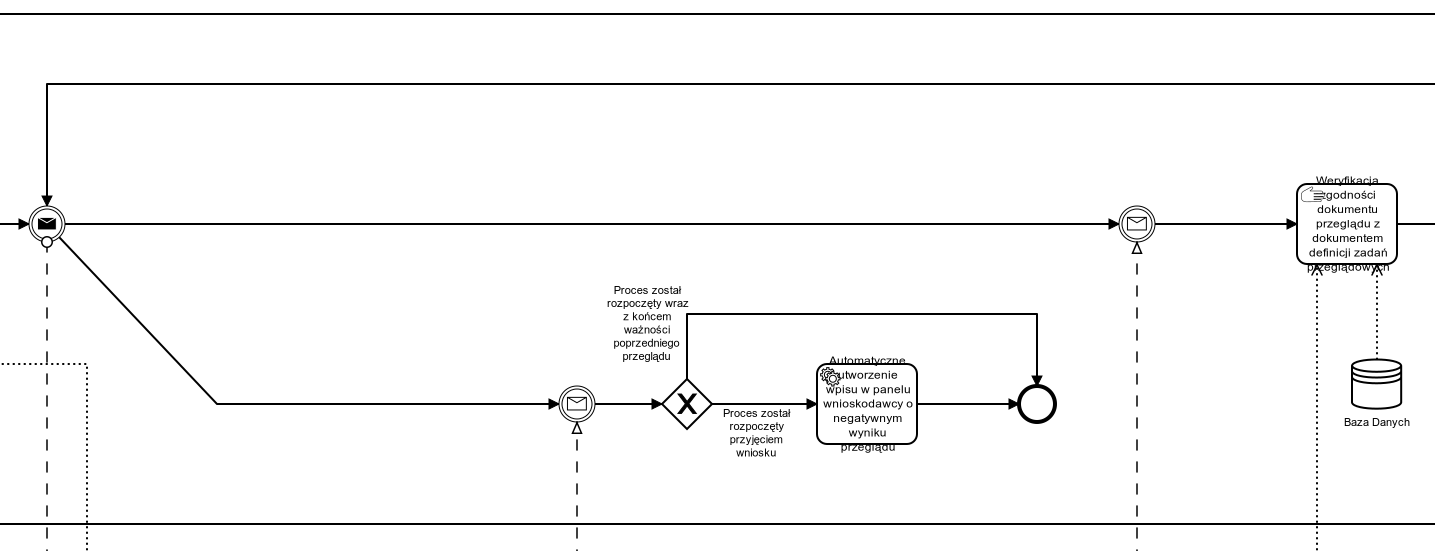 Weryfikacja
zgodności
dokumentu
przeglądu z
dokumentem
definicji zadań
przeglądowych
Proces został
rozpoczęty wraz
z końcem
ważności
poprzedniego
przeglądu
Automatyczne
utworzenie
wpisu w panelu
wnioskodawcy o
negatywnym
wyniku
przeglądu
Proces został
rozpoczęty
przyjęciem
wniosku
Baza Danych